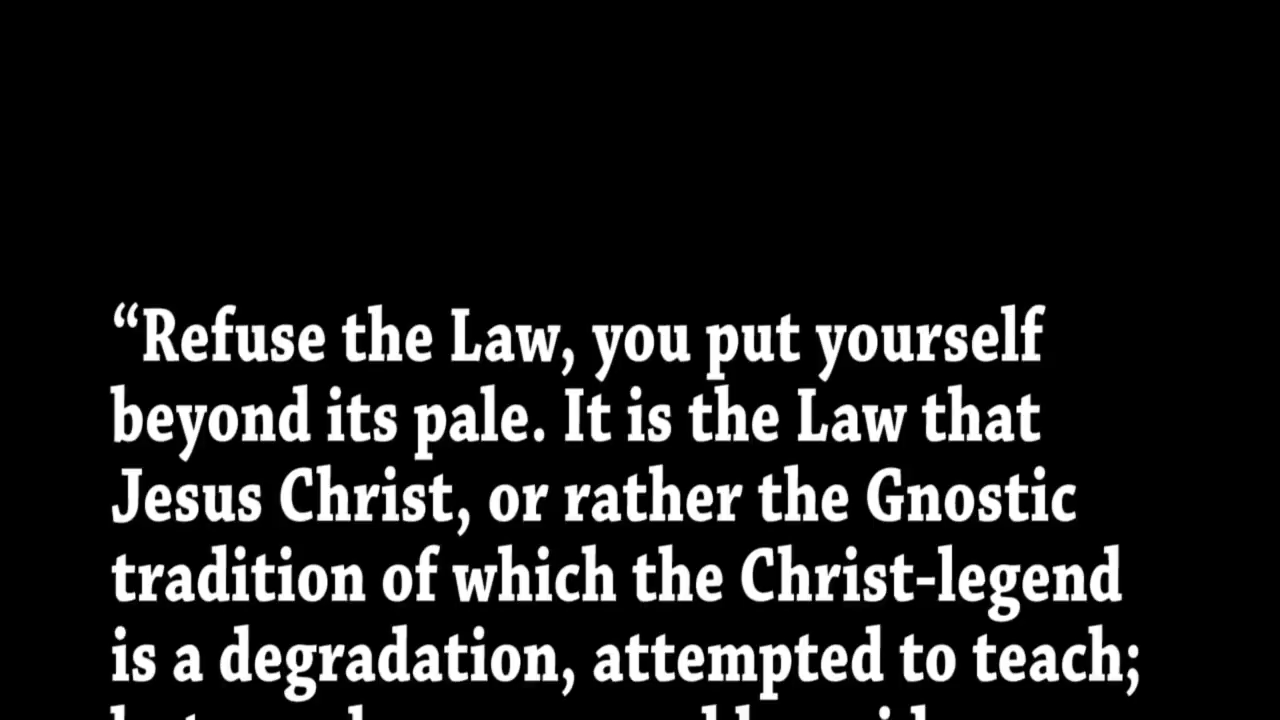 “Refuse the Law, you put yourself
beyond its pale. It is the Law that
Jesus Christ, or rather the Gnostic
tradition of which the Christ-legend
is a degradation, attempted to teach;